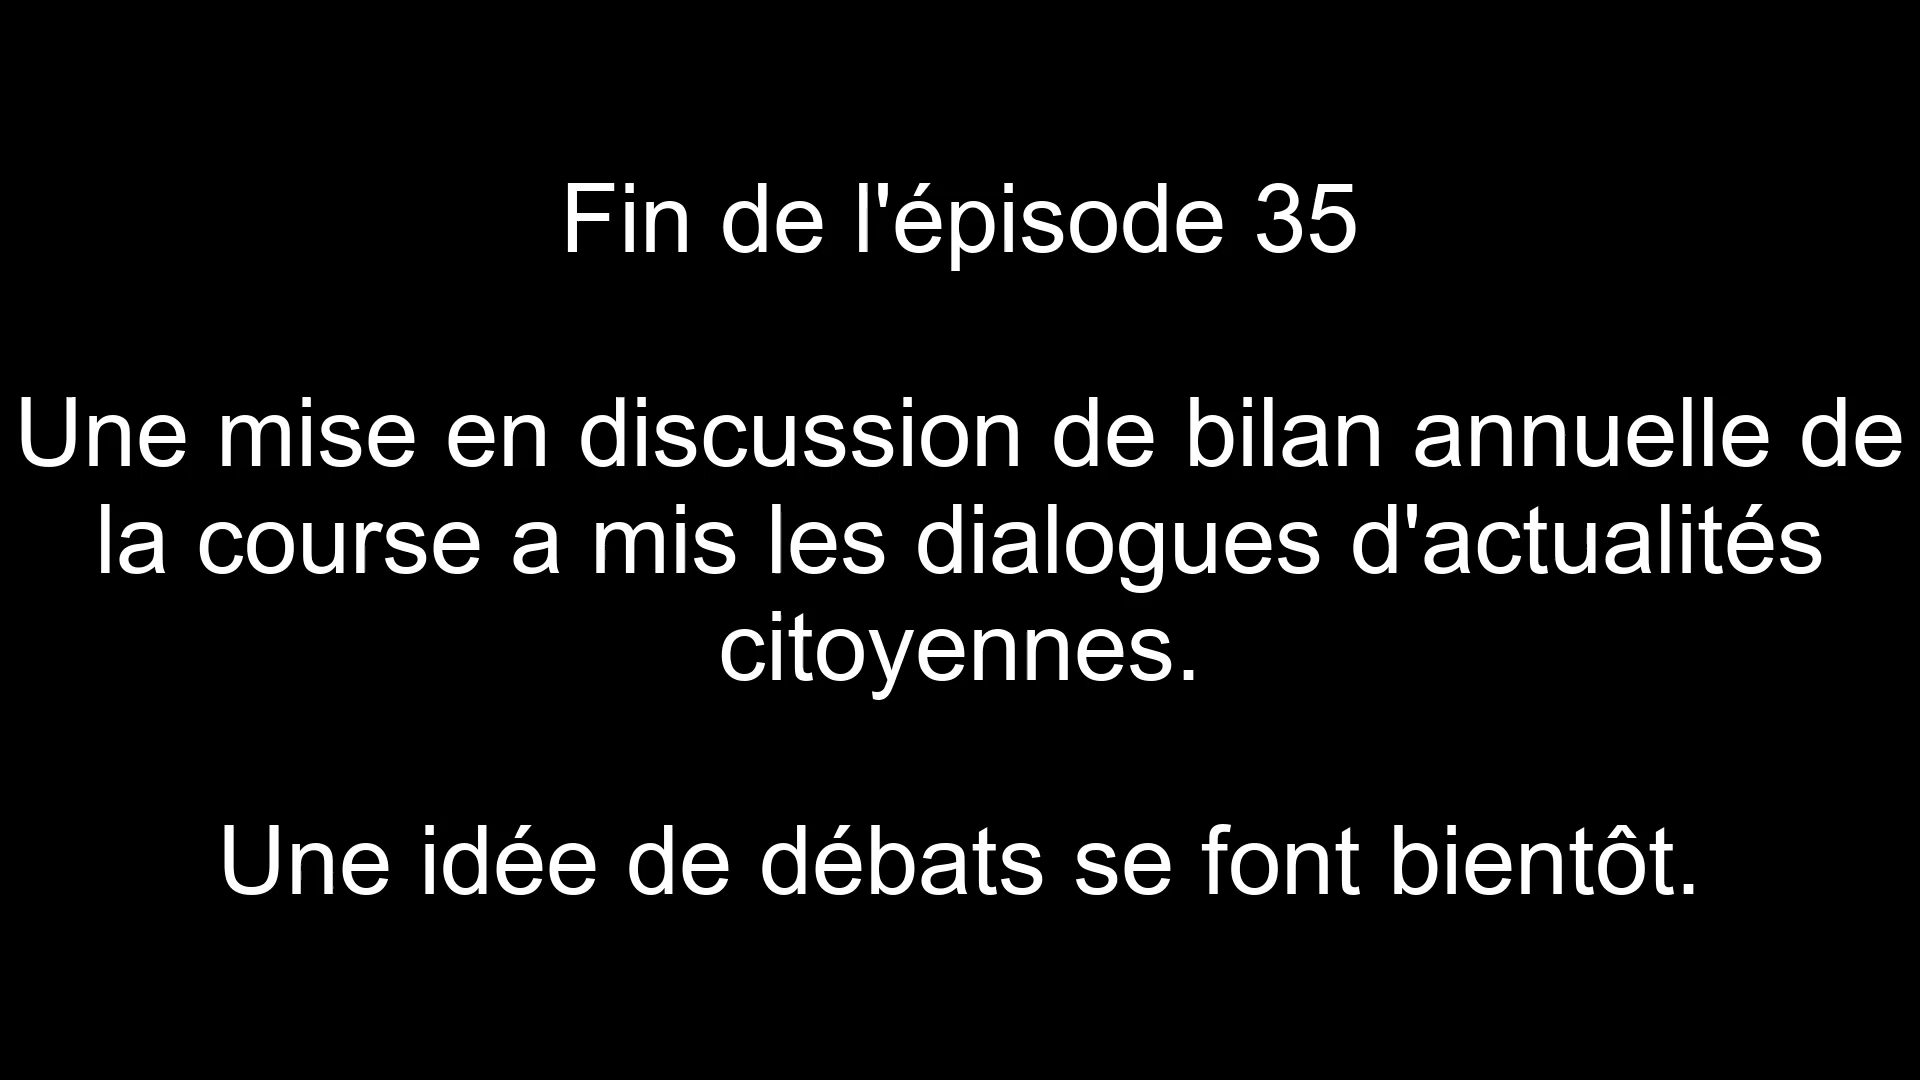 Fin de l'épisode 35
Une mise en discussion de bilan annuelle de
la course a mis les dialogues d'actualités
citoyennes.
Une idée de débats se font bientôt.